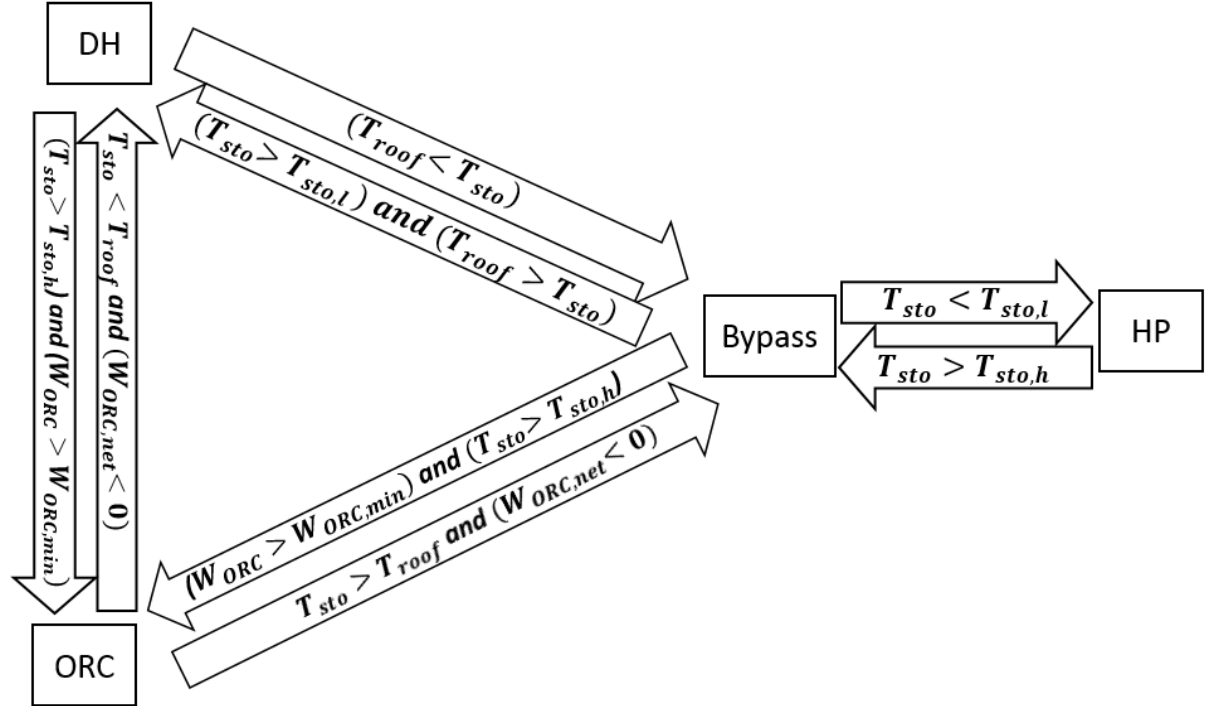 DH
(T_roof < T_sto)
(T_sto > T_sto,l) and (T_roof > T_sto)
(T_sto > T_sto,h) and (W_ORC > W_ORC,min)
T_sto < T_roof and (W_ORC,net < 0)
Bypass
T_sto < T_sto,l
T_sto > T_sto,h
HP
(W_ORC > W_ORC,min) and (T_sto > T_sto,h)
T_sto > T_roof and (W_ORC,net < 0)
ORC